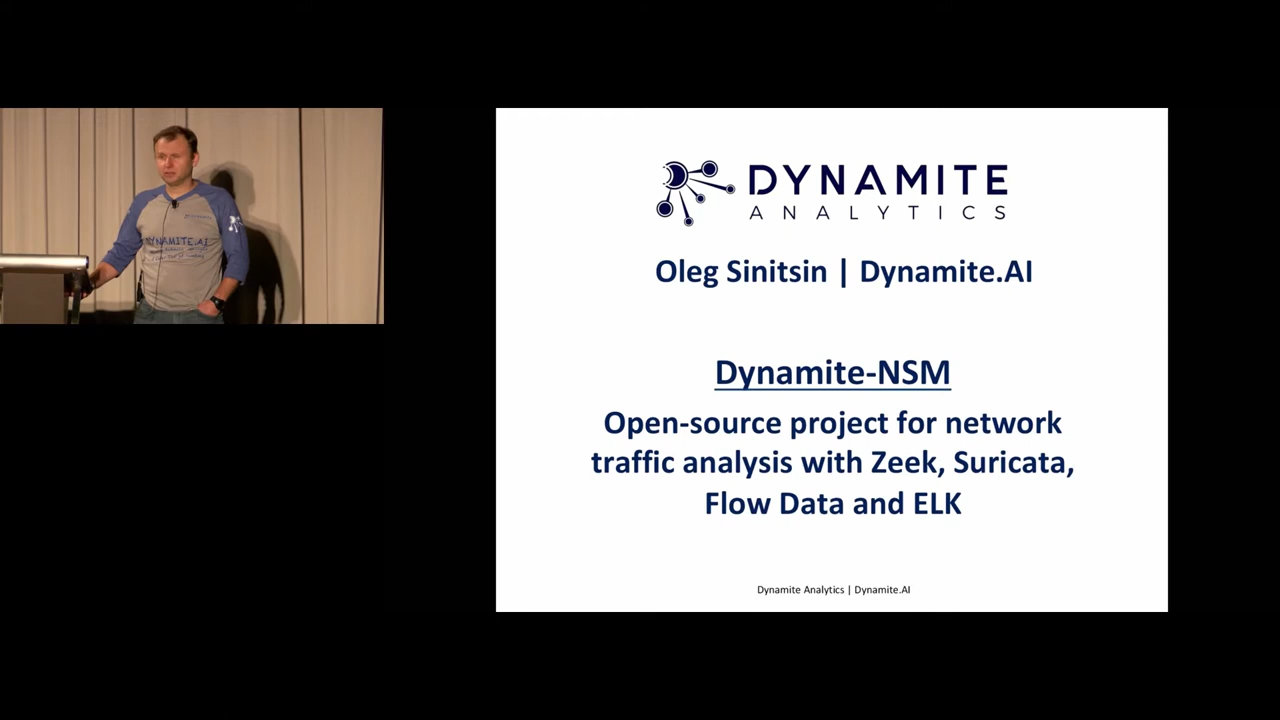 DYNAMITE
ANALYTICS
Oleg Sinitsin | Dynamite.AI
Dynamite-NSM
Open-source project for network
traffic analysis with Zeek, Suricata,
Flow Data and ELK
Dynamite Analytics | Dynamite.AI
DYNAMITE.AI